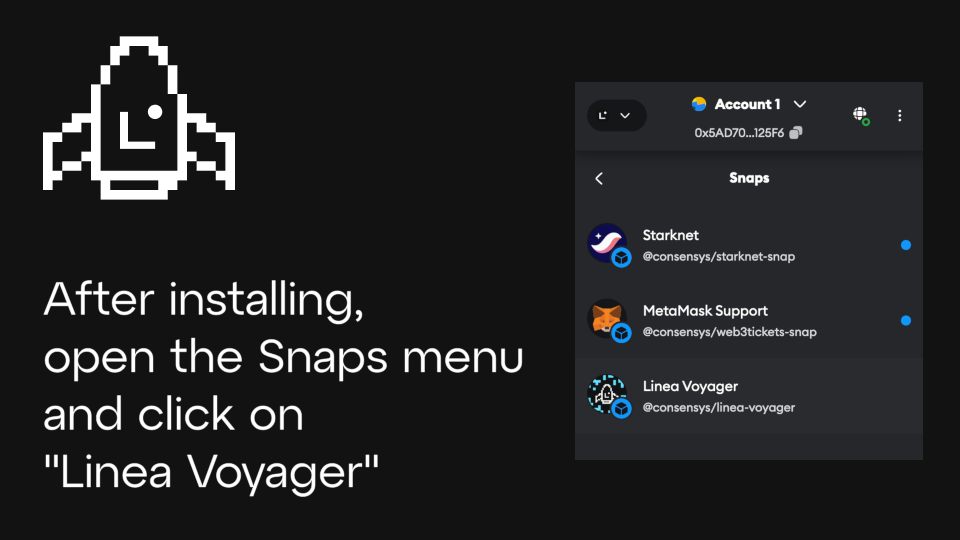 After installing,
open the Snaps menu
and click on
"Linea Voyager"
Account 1
0x5AD70...125F6
Snaps
Starknet
@consensys/starknet-snap
MetaMask Support
@consensys/web3tickets-snap
Linea Voyager
@consensys/linea-voyager